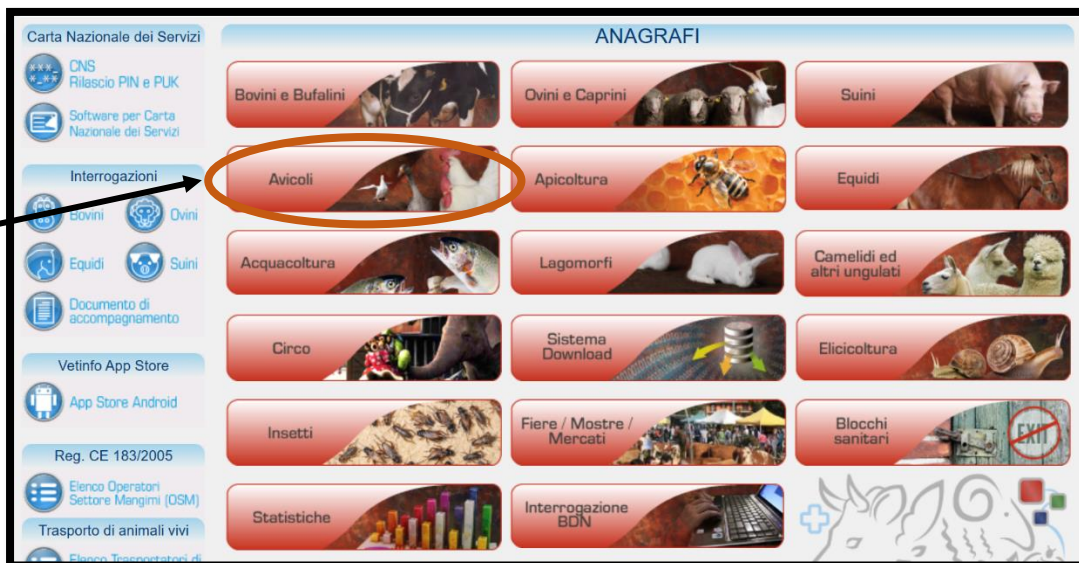 Carta Nazionale dei Servizi
CNS
Rilascio PIN e PUK
Software per Carta
Nazionale dei Servizi
Interrogazioni
Bovini
Ovini
Equidi
Suini
Documento di
accompagnamento
Vetinfo App Store
App Store Android
Reg. CE 183/2005
Elenco Operatori
Settore Mangimi (OSM)
Trasporto di animali vivi
Elenco Trasportatori di
ANAGRAFI
Bovini e Bufalini
Ovini e Caprini
Suini
Avicoli
Apicoltura
Equidi
Acquacoltura
Lagomorfi
Camelidi ed
altri ungulati
Circo
Sistema
Download
Elicicoltura
Insetti
Fiere / Mostre /
Mercati
Blocchi
sanitari
EXIT
Statistiche
Interrogazione
BDN